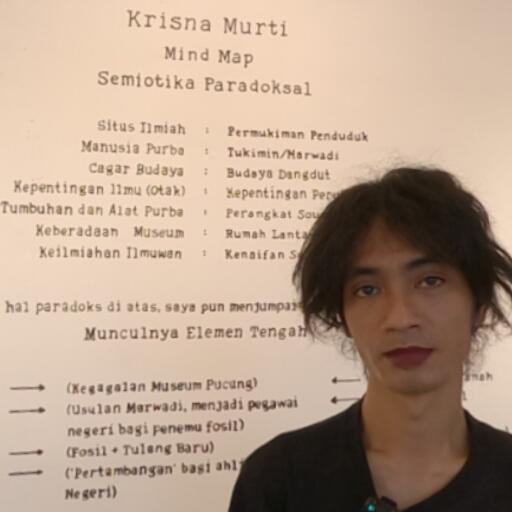 Krisna Murti
Mind Map
Semiotika Paradoksal
Situs Ilmiah : Permukiman Penduduk
Manusia Purba : Tukimin/Marwadi
Cagar Budaya : Budaya Dangdut
Kepentingan Ilmu (Otak) : Kepentingan
Tumbuhan dan Alat Purba : Perangkat
Keberadaan Museum : Rumah
Keilmiahan Ilmuwan : Kenaifan
hal paradoks di atas, saya pun menjumpai
Munculnya Elemen Tengah
(Kegagalan Museum Pucung)
(Usulan Marwadi, menjadi pegawai
negeri bagi penemu fosil)
(Fosil + Tulang Baru)
('Pertambangan' bagi
Negeri)